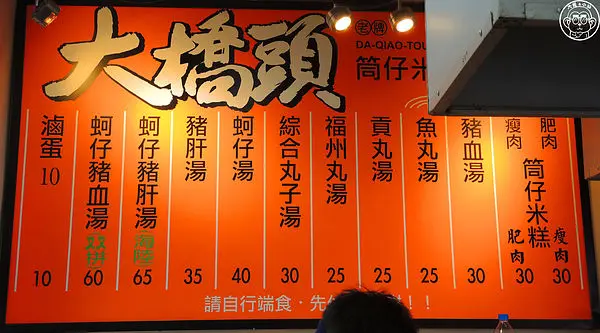 大橋頭
老牌
DA-QIAO-TOU
筒仔米
肥肉 瘦肉
筒仔米糕
肥肉 30
瘦肉 30
豬血湯 30
魚丸湯 25
貢丸湯 25
福州丸湯 25
綜合丸子湯 30
蚵仔湯 40
豬肝湯 35
蚵仔豬肝湯 海陸 65
蚵仔豬血湯 双拼 60
滷蛋 10 10
請自行端食・先
！！